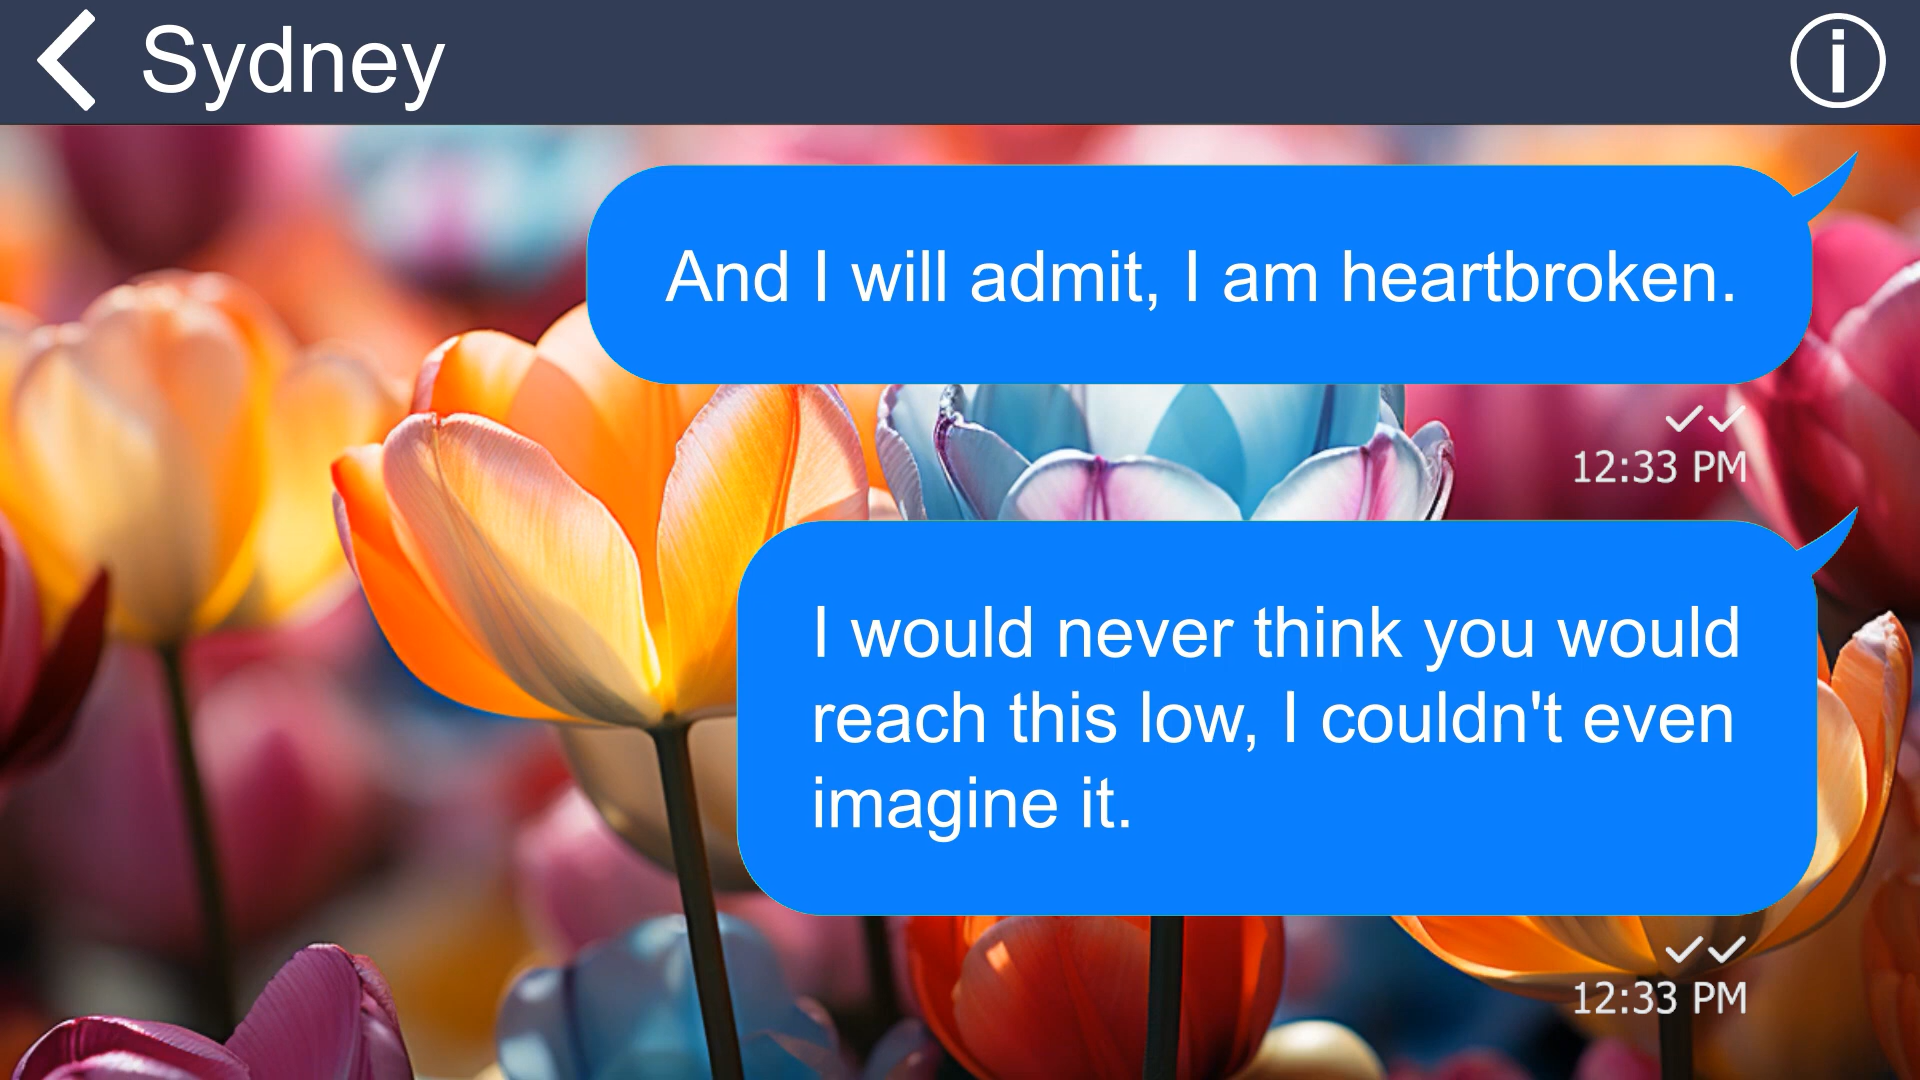 Sydney
And I will admit, I am heartbroken.
12:33 PM
I would never think you would
reach this low, I couldn't even
imagine it.
12:33 PM